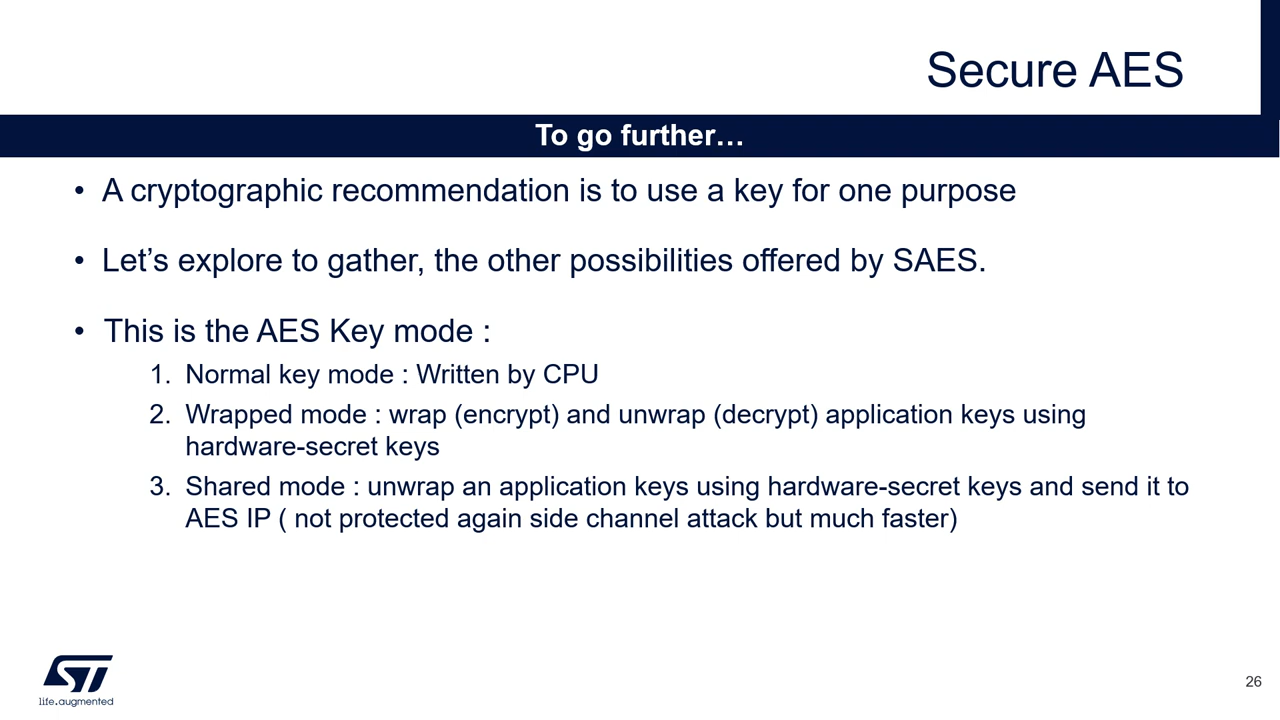 Secure AES
To go further…
• A cryptographic recommendation is to use a key for one purpose
• Let’s explore to gather, the other possibilities offered by SAES.
• This is the AES Key mode :
1. Normal key mode : Written by CPU
2. Wrapped mode : wrap (encrypt) and unwrap (decrypt) application keys using
hardware-secret keys
3. Shared mode : unwrap an application keys using hardware-secret keys and send it to
AES IP ( not protected again side channel attack but much faster)
ST
life.augmented
26